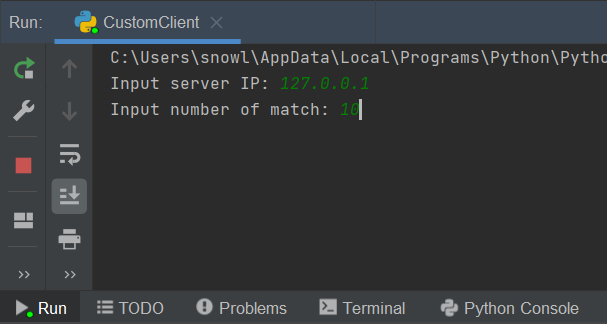 Run: CustomClient
C:\Users\snowl\AppData\Local\Programs\Python\Pytho
Input server IP: 127.0.0.1
Input number of match: 10
Run TODO Problems Terminal Python Console